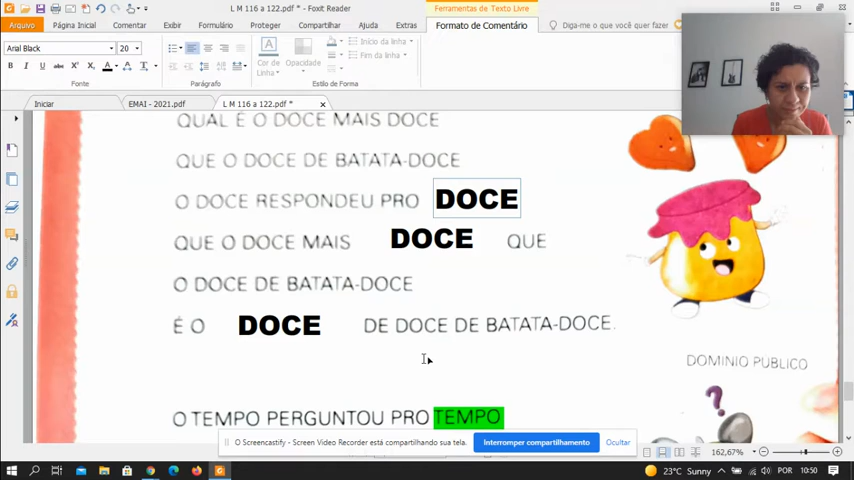 L M 116 a 122.pdf * - Foxit Reader
Ferramentas de Texto Livre
Arquivo Página Inicial Comentar Exibir Formulário Proteger Compartilhar Ajuda Extras Formato de Comentário Diga-me o que você quer fazer
Arial Black 20
Cor de Linha Opacidade
Início da linha
Fim da linha
Fonte Parágrafo Estilo de Forma
Iniciar EMAI - 2021.pdf L M 116 a 122.pdf *
QUAL É O DOCE MAIS DOCE
QUE O DOCE DE BATATA-DOCE
O DOCE RESPONDEU PRO DOCE
QUE O DOCE MAIS DOCE QUE
O DOCE DE BATATA-DOCE
É O DOCE DE DOCE DE BATATA-DOCE.
DOMÍNIO PÚBLICO
O TEMPO PERGUNTOU PRO TEMPO
O Screencastify - Screen Video Recorder está compartilhando sua tela. Interromper compartilhamento Ocultar
162,67%
23°C Sunny POR 10:50